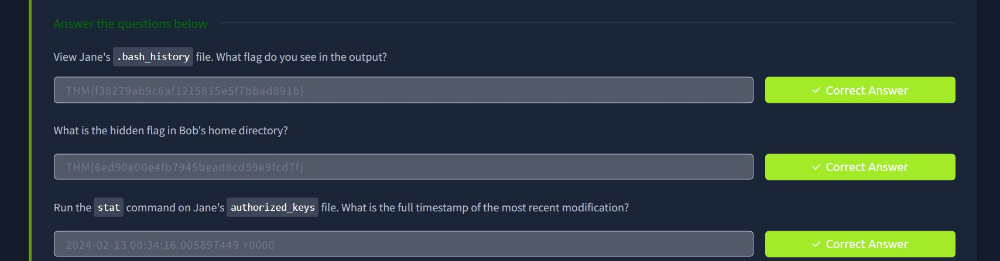 Answer the questions below
View Jane's .bash_history file. What flag do you see in the output?
THM{f38279ab9c6af1215815e5f7bbad891b}
✓ Correct Answer
What is the hidden flag in Bob's home directory?
THM{6ed90e00e4fb7945bead8cd59e9fcd7f}
✓ Correct Answer
Run the stat command on Jane's authorized_keys file. What is the full timestamp of the most recent modification?
2024-02-13 00:34:16.005897449 +0000
✓ Correct Answer